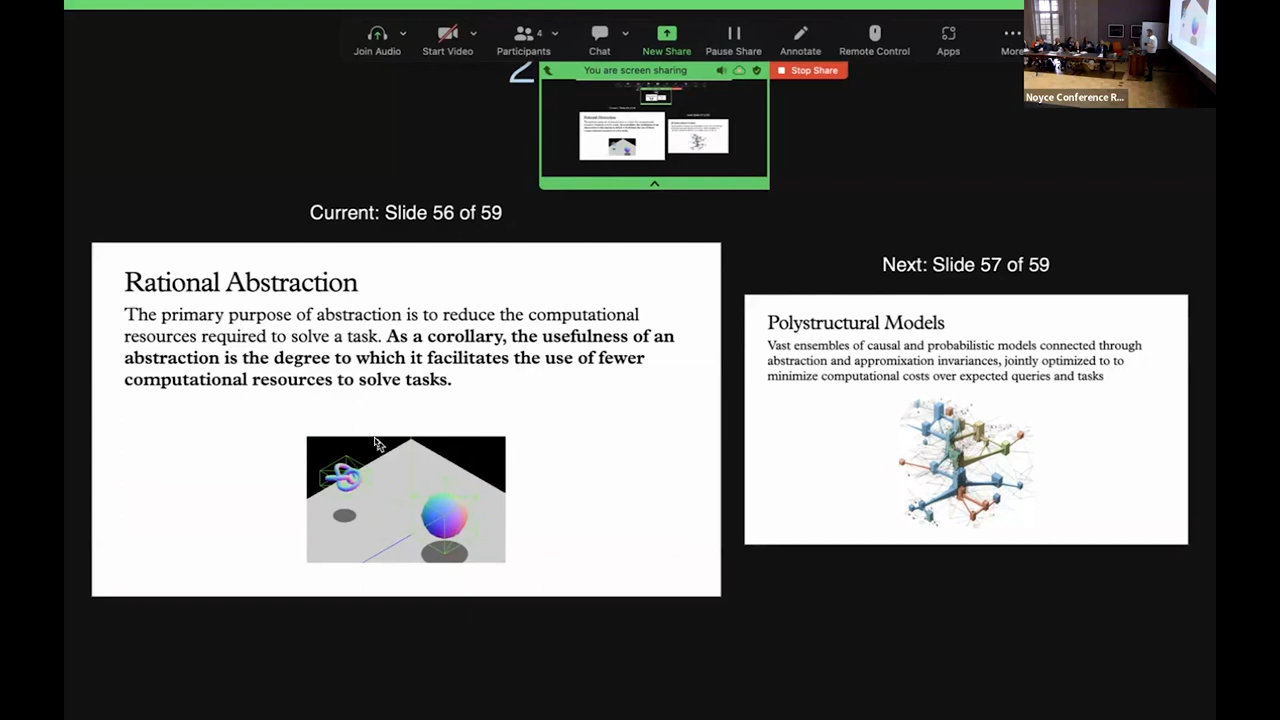 Join Audio
Start Video
4
Participants
Chat
New Share
Pause Share
Annotate
Remote Control
Apps
More
You are screen sharing
Stop Share
Noyce Conference R...
Current: Slide 56 of 59
Next: Slide 57 of 59
Rational Abstraction
The primary purpose of abstraction is to reduce the computational
resources required to solve a task. As a corollary, the usefulness of an
abstraction is the degree to which it facilitates the use of fewer
computational resources to solve tasks.
Polystructural Models
Vast ensembles of causal and probabilistic models connected through
abstraction and appromixation invariances, jointly optimized to to
minimize computational costs over expected queries and tasks